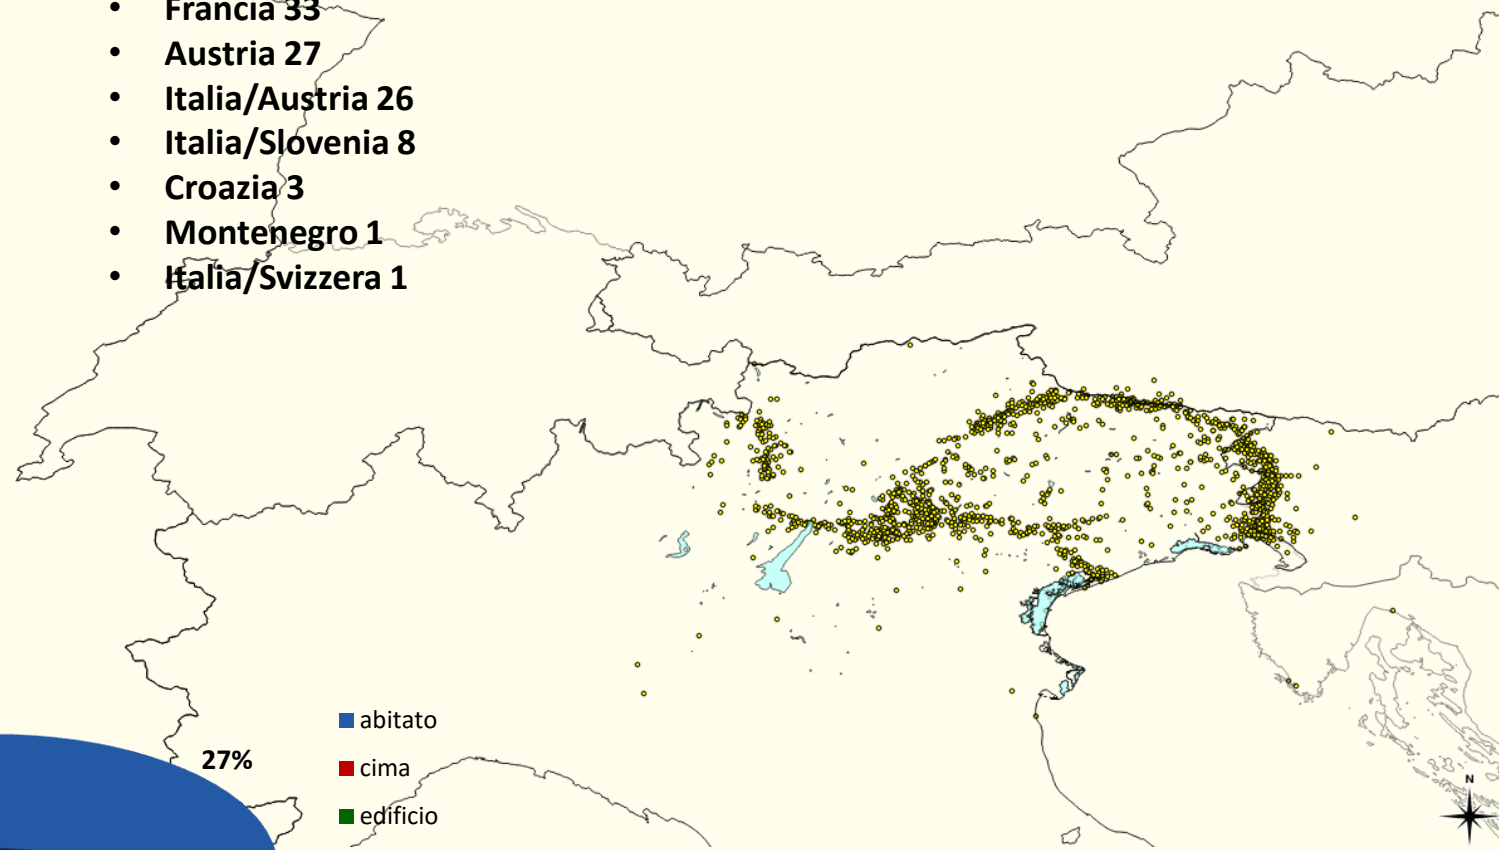 • Francia 33
• Austria 27
• Italia/Austria 26
• Italia/Slovenia 8
• Croazia 3
• Montenegro 1
• Italia/Svizzera 1
27%
abitato
cima
edificio
N